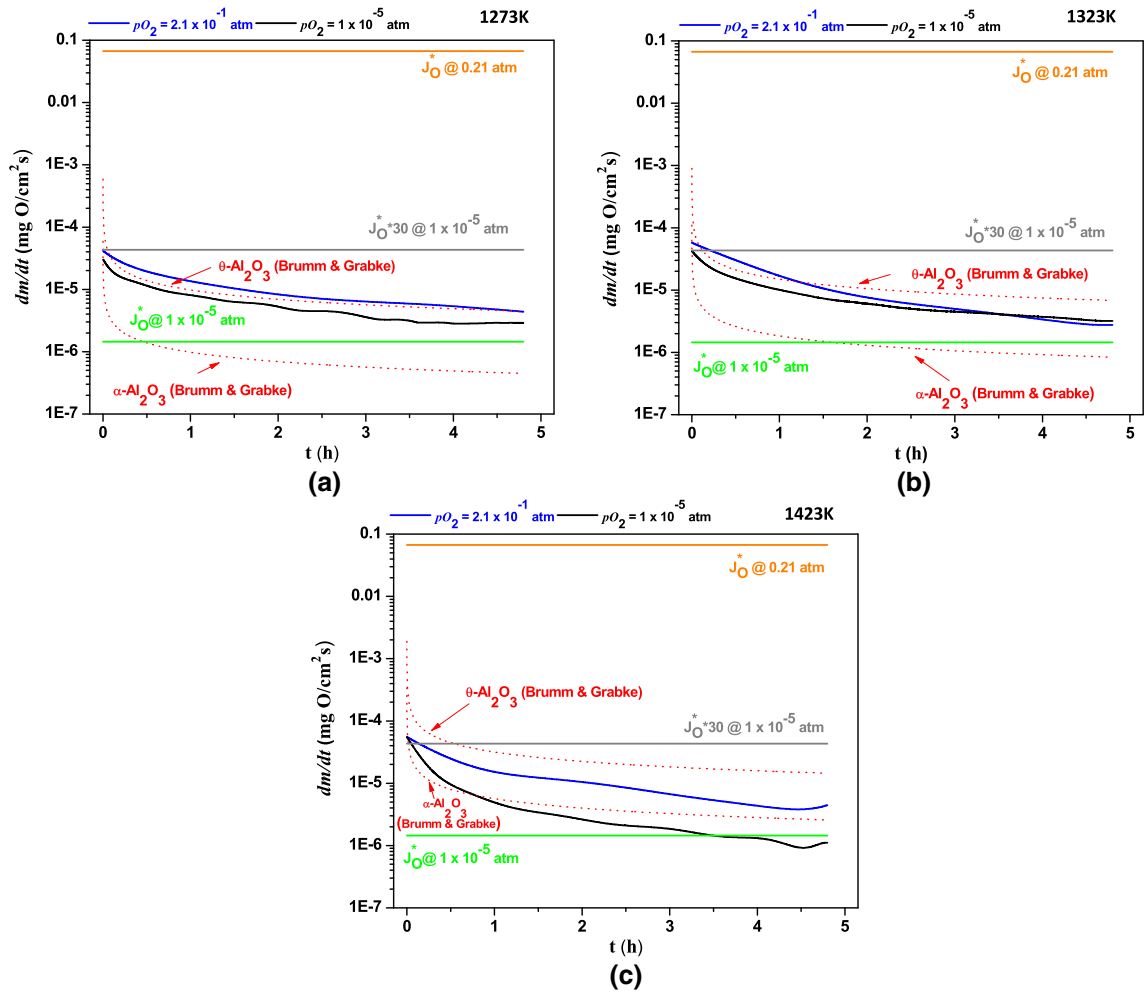 pO2 = 2.1 x 10^-1 atm pO2 = 1 x 10^-5 atm 1273K
0.1
J*O @ 0.21 atm
0.01
1E-3
1E-4
J*O*30 @ 1 x 10^-5 atm
θ-Al2O3 (Brumm & Grabke)
1E-5
J*O @ 1 x 10^-5 atm
1E-6
α-Al2O3 (Brumm & Grabke)
1E-7
dm/dt (mg O/cm2s)
0 1 2 3 4 5
t (h)
(a)
pO2 = 2.1 x 10^-1 atm pO2 = 1 x 10^-5 atm 1323K
0.1
J*O @ 0.21 atm
0.01
1E-3
1E-4
J*O*30 @ 1 x 10^-5 atm
θ-Al2O3 (Brumm & Grabke)
1E-5
1E-6
J*O @ 1 x 10^-5 atm
α-Al2O3 (Brumm & Grabke)
1E-7
dm/dt (mg O/cm2s)
0 1 2 3 4 5
t (h)
(b)
pO2 = 2.1 x 10^-1 atm pO2 = 1 x 10^-5 atm 1423K
0.1
J*O @ 0.21 atm
0.01
1E-3
θ-Al2O3 (Brumm & Grabke)
1E-4
J*O*30 @ 1 x 10^-5 atm
1E-5
α-Al2O3
(Brumm & Grabke)
1E-6
J*O @ 1 x 10^-5 atm
1E-7
dm/dt (mg O/cm2s)
0 1 2 3 4 5
t (h)
(c)